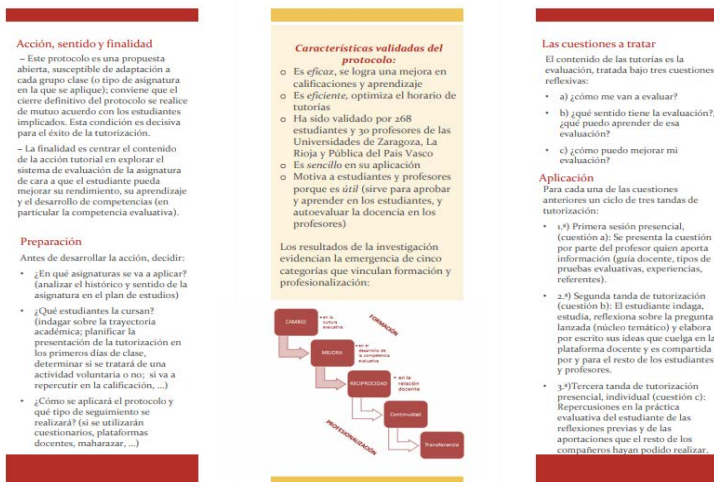 Acción, sentido y finalidad
– Este protocolo es una propuesta
abierta, susceptible de adaptación a
cada grupo clase (o tipo de asignatura
en la que se aplique); conviene que el
cierre definitivo del protocolo se realice
de mutuo acuerdo con los estudiantes
implicados. Esta condición es decisiva
para el éxito de la tutorización.
– La finalidad es centrar el contenido
de la acción tutorial en explorar el
sistema de evaluación de la asignatura
de cara a que el estudiante pueda
mejorar su rendimiento, su aprendizaje
y el desarrollo de competencias (en
particular la competencia evaluativa).
Preparación
Antes de desarrollar la acción, decidir:
• ¿En qué asignaturas se va a aplicar?
(analizar el histórico y sentido de la
asignatura en el plan de estudios)
• ¿Qué estudiantes la cursan?
(indagar sobre la trayectoria
académica; planificar la
presentación de la tutorización en
los primeros días de clase,
determinar si se tratará de una
actividad voluntaria o no; si va a
repercutir en la calificación, ...)
• ¿Cómo se aplicará el protocolo y
qué tipo de seguimiento se
realizará? (si se utilizarán
cuestionarios, plataformas
docentes, maharazar, ...)
Características validadas del
protocolo:
o Es eficaz, se logra una mejora en
calificaciones y aprendizaje
o Es eficiente, optimiza el horario de
tutorías
o Ha sido validado por 268
estudiantes y 30 profesores de las
Universidades de Zaragoza, La
Rioja y Pública del Pais Vasco
o Es sencillo en su aplicación
o Motiva a estudiantes y profesores
porque es útil (sirve para aprobar
y aprender en los estudiantes, y
autoevaluar la docencia en los
profesores)
Los resultados de la investigación
evidencian la emergencia de cinco
categorías que vinculan formación y
profesionalización:
CAMBIO
• en la
cultura
evaluativa
FORMACIÓN
MEJORA
• en el
desarrollo de
la competencia
evaluativa
RECIPROCIDAD
• en la
relación
docente
Continuidad
PROFESIONALIZACIÓN
Transferencia
Las cuestiones a tratar
El contenido de las tutorías es la
evaluación, tratada bajo tres cuestiones
reflexivas:
• a) ¿cómo me van a evaluar?
• b) ¿qué sentido tiene la evaluación?,
¿qué puedo aprender de esa
evaluación?
• c) ¿cómo puedo mejorar mi
evaluación?
Aplicación
Para cada una de las cuestiones
anteriores un ciclo de tres tandas de
tutorización:
• 1.ª) Primera sesión presencial,
(cuestión a): Se presenta la cuestión
por parte del profesor quien aporta
información (guía docente, tipos de
pruebas evaluativas, experiencias,
referentes).
• 2.ª) Segunda tanda de tutorización
(cuestión b): El estudiante indaga,
estudia, reflexiona sobre la pregunta
lanzada (núcleo temático) y elabora
por escrito sus ideas que cuelga en la
plataforma docente y es compartida
por y para el resto de los estudiantes
y profesores.
• 3.ª)Tercera tanda de tutorización
presencial, individual (cuestión c):
Repercusiones en la práctica
evaluativa del estudiante de las
reflexiones previas y de las
aportaciones que el resto de los
compañeros hayan podido realizar.